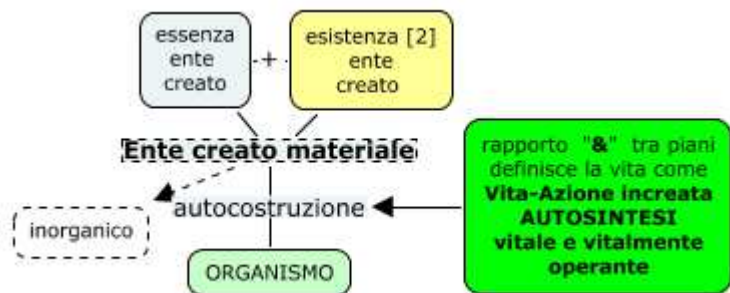 essenza
ente
creato
+
esistenza [2]
ente
creato
Ente creato materiale
inorganico
autocostruzione
ORGANISMO
rapporto "&" tra piani
definisce la vita come
Vita-Azione increata
AUTOSINTESI
vitale e vitalmente
operante